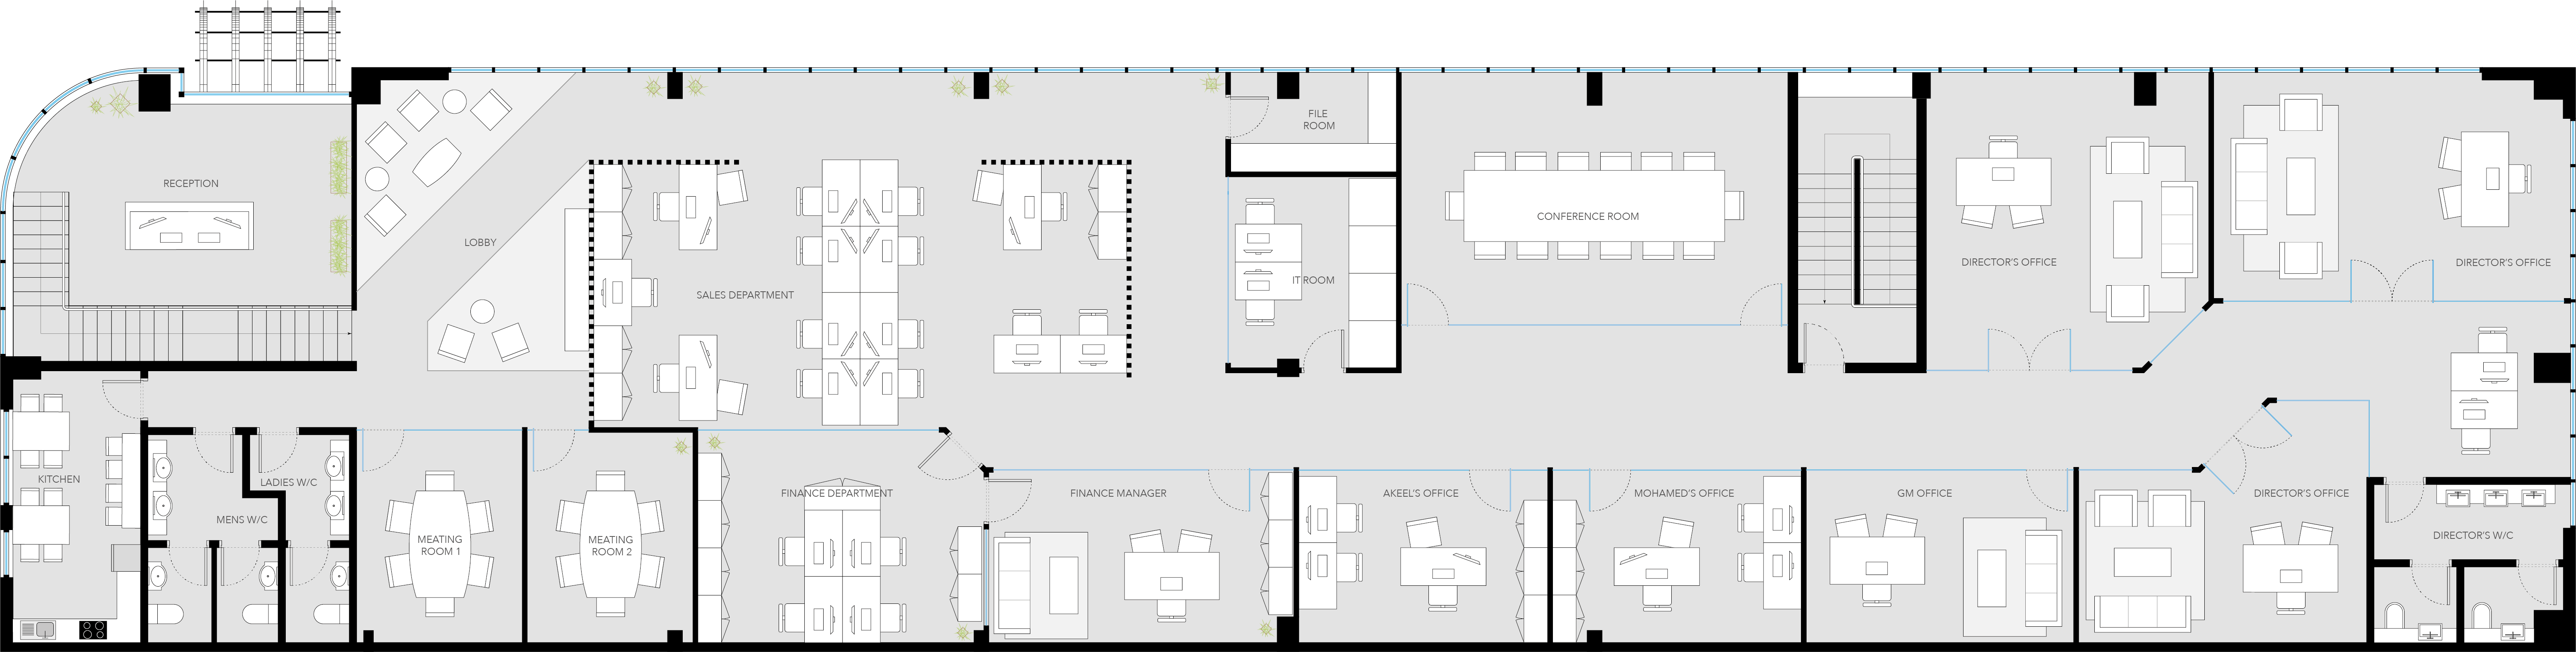 FILE
ROOM
RECEPTION
CONFERENCE ROOM
LOBBY
DIRECTOR'S OFFICE
DIRECTOR'S OFFICE
IT ROOM
SALES DEPARTMENT
KITCHEN
LADIES W/C
FINANCE DEPARTMENT
FINANCE MANAGER
AKEEL'S OFFICE
MOHAMED'S OFFICE
GM OFFICE
DIRECTOR'S OFFICE
MENS W/C
MEATING
ROOM 1
MEATING
ROOM 2
DIRECTOR'S W/C